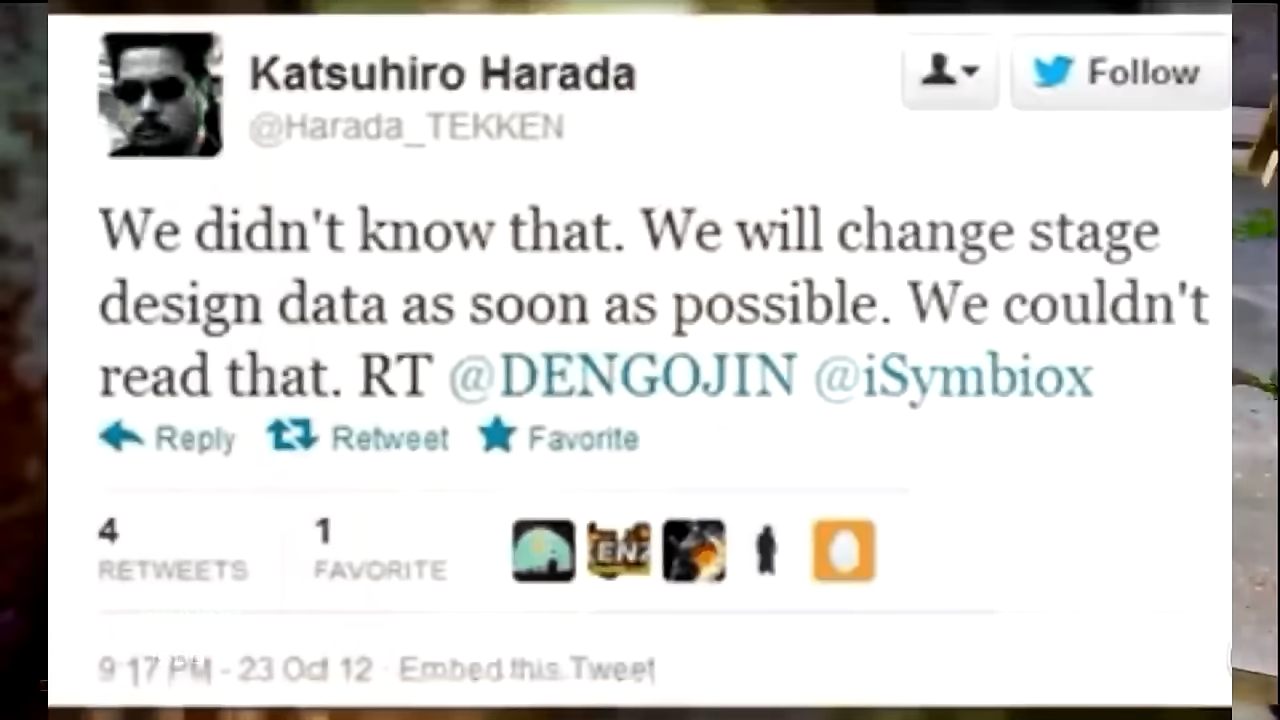 Katsuhiro Harada
@Harada_TEKKEN
Follow
We didn't know that. We will change stage
design data as soon as possible. We couldn't
read that. RT @DENGOJIN @iSymbiox
Reply Retweet Favorite
4 1
RETWEETS FAVORITE
9:17 PM - 23 Oct 12 · Embed this Tweet